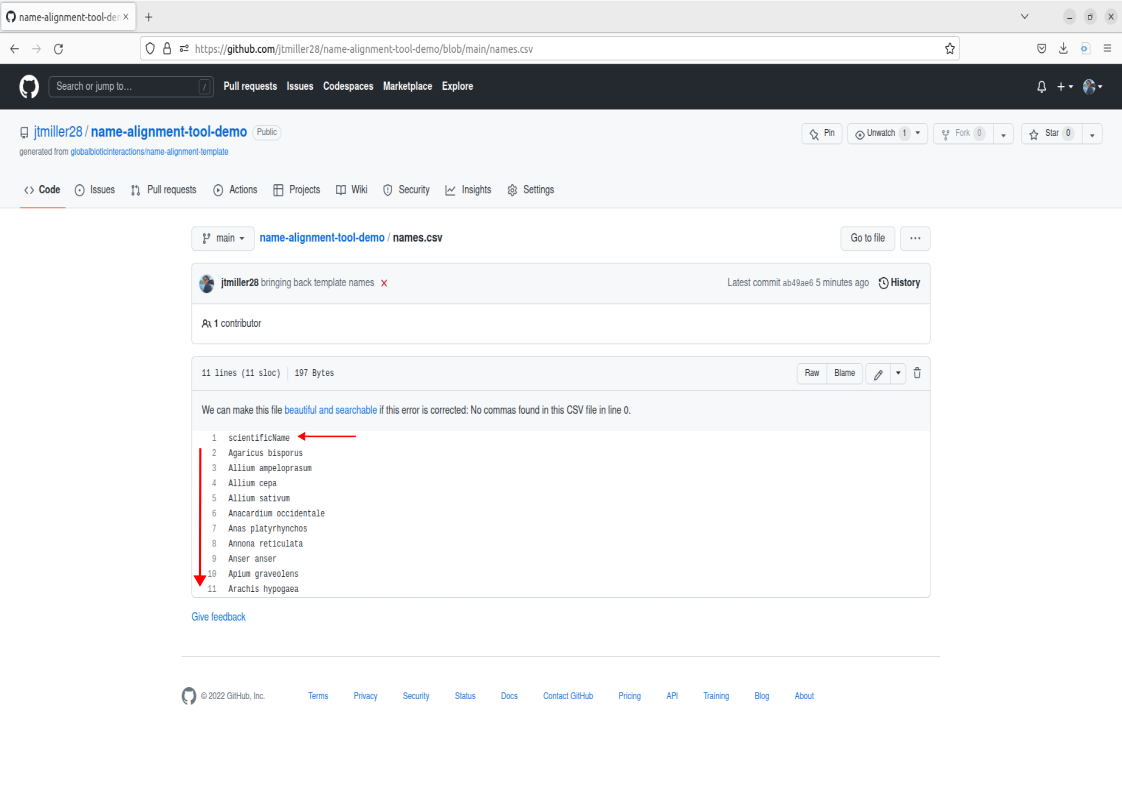 name-alignment-tool-der
https://github.com/jtmiller28/name-alignment-tool-demo/blob/main/names.csv
Search or jump to... / Pull requests Issues Codespaces Marketplace Explore
jtmiller28 / name-alignment-tool-demo Public Pin Unwatch 1 Fork 0 Star 0
generated from globalbioticinteractions/name-alignment-template
Code Issues Pull requests Actions Projects Wiki Security Insights Settings
main name-alignment-tool-demo / names.csv Go to file ...
jtmiller28 bringing back template names Latest commit ab49ae6 5 minutes ago History
1 contributor
11 lines (11 sloc) 197 Bytes Raw Blame
We can make this file beautiful and searchable if this error is corrected: No commas found in this CSV file in line 0.
1 scientificName
2 Agaricus bisporus
3 Allium ampeloprasum
4 Allium cepa
5 Allium sativum
6 Anacardium occidentale
7 Anas platyrhynchos
8 Annona reticulata
9 Anser anser
10 Apium graveolens
11 Arachis hypogaea
Give feedback
© 2022 GitHub, Inc. Terms Privacy Security Status Docs Contact GitHub Pricing API Training Blog About